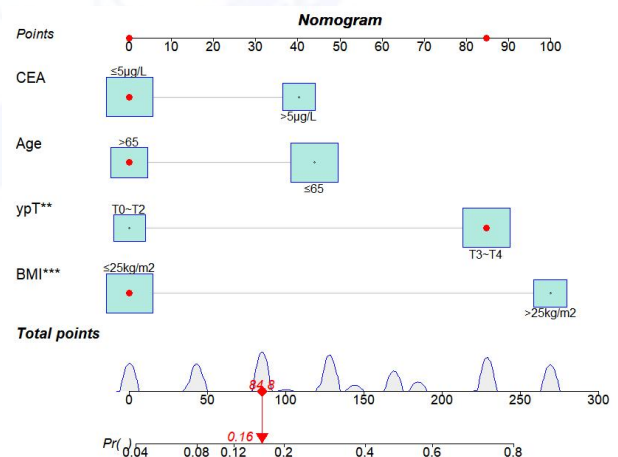 Nomogram
Points
0 10 20 30 40 50 60 70 80 90 100
≤5µg/L
CEA
>5µg/L
>65
Age
≤65
ypT**
T0~T2
T3~T4
≤25kg/m2
BMI***
>25kg/m2
Total points
84.8
0 50 100 150 200 250 300
0.16
Pr( )
0.04 0.08 0.12 0.2 0.4 0.6 0.8